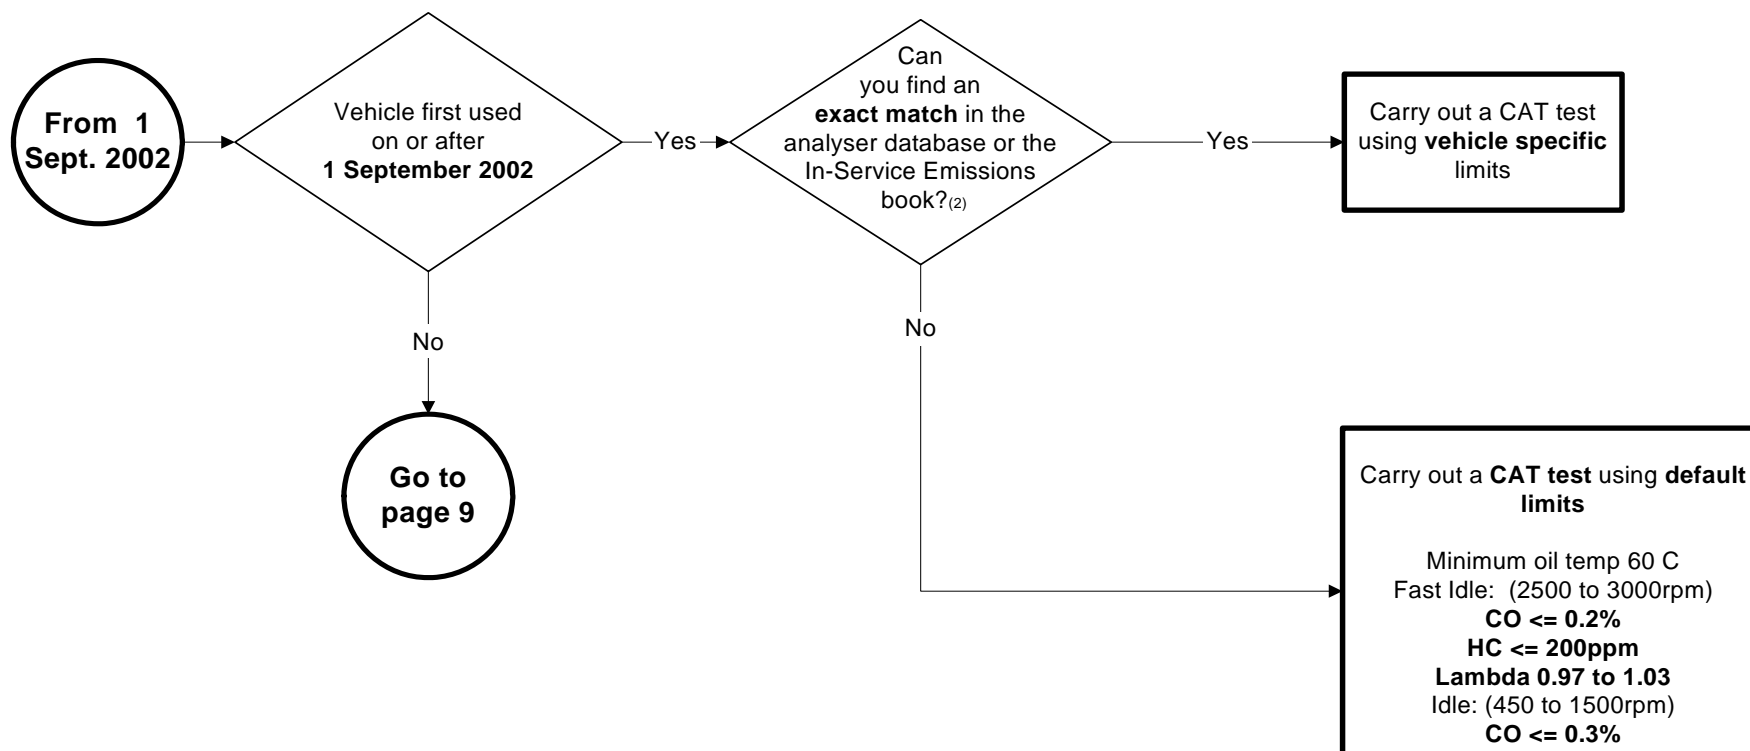 From 1
Sept. 2002
Vehicle first used
on or after
1 September 2002
Yes
Can
you find an
exact match in the
analyser database or the
In-Service Emissions
book?(2)
Yes
Carry out a CAT test
using vehicle specific
limits
No
Go to
page 9
No
Carry out a CAT test using default
limits
Minimum oil temp 60 C
Fast Idle: (2500 to 3000rpm)
CO <= 0.2%
HC <= 200ppm
Lambda 0.97 to 1.03
Idle: (450 to 1500rpm)
CO <= 0.3%